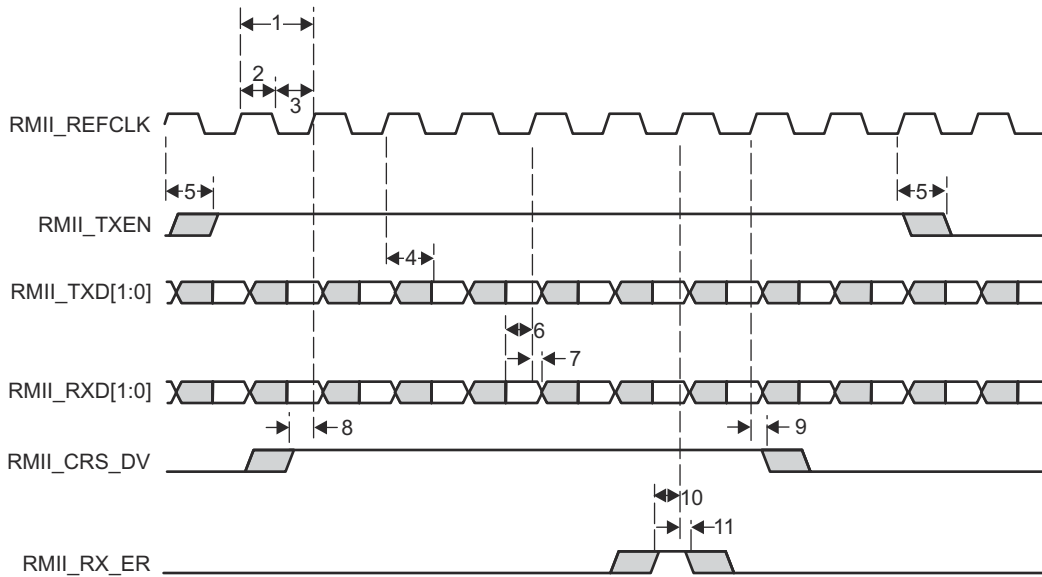 1
2
3
RMII_REFCLK
5
5
RMII_TXEN
4
RMII_TXD[1:0]
6
7
RMII_RXD[1:0]
8
9
RMII_CRS_DV
10
11
RMII_RX_ER